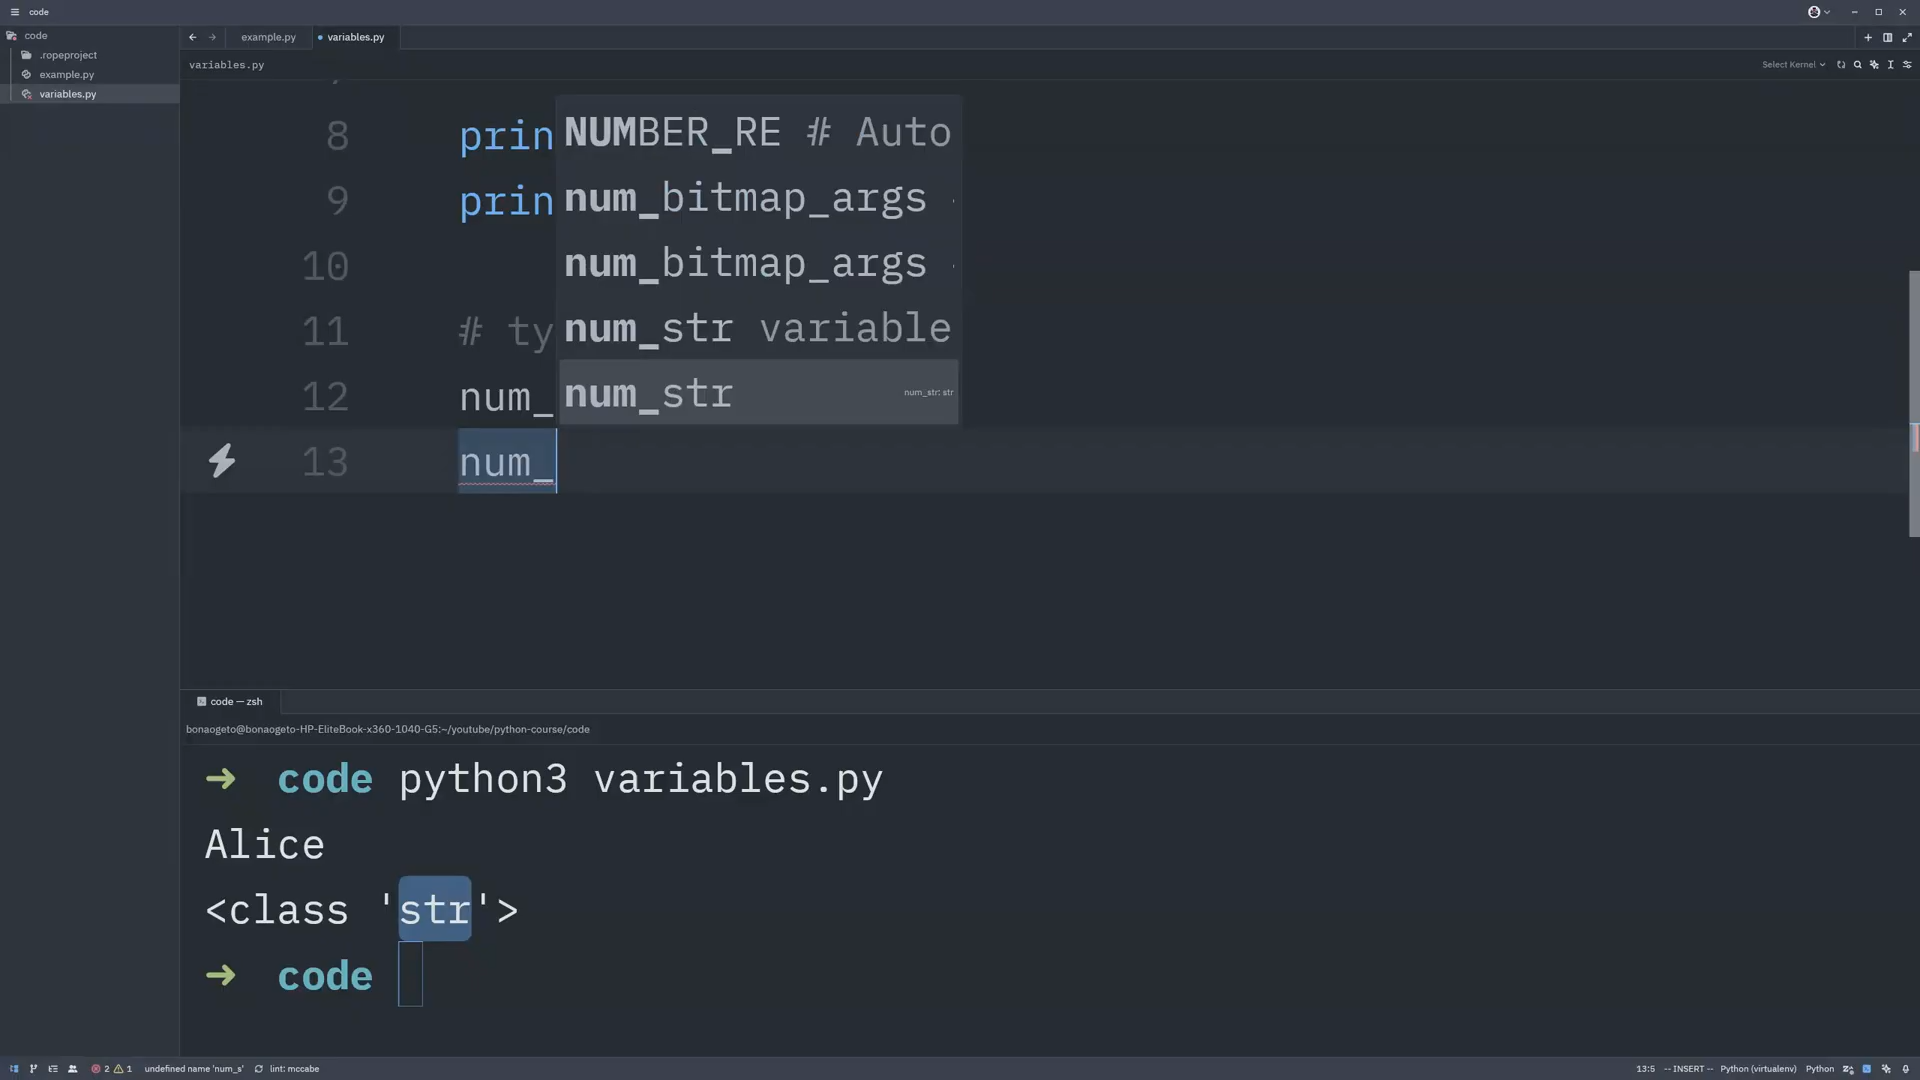 code
code
.ropeproject
example.py
variables.py
example.py
variables.py
variables.py
Select Kernel
8 prin
9 prin
10
11 # ty
12 num_
13 num_
NUMBER_RE # Auto
num_bitmap_args
num_bitmap_args
num_str variable
num_str num_str: str
code — zsh
bonaogeto@bonaogeto-HP-EliteBook-x360-1040-G5:~/youtube/python-course/code
→ code python3 variables.py
Alice
<class 'str'>
→ code
2 1 undefined name 'num_s' lint: mccabe 13:5 -- INSERT -- Python (virtualenv) Python